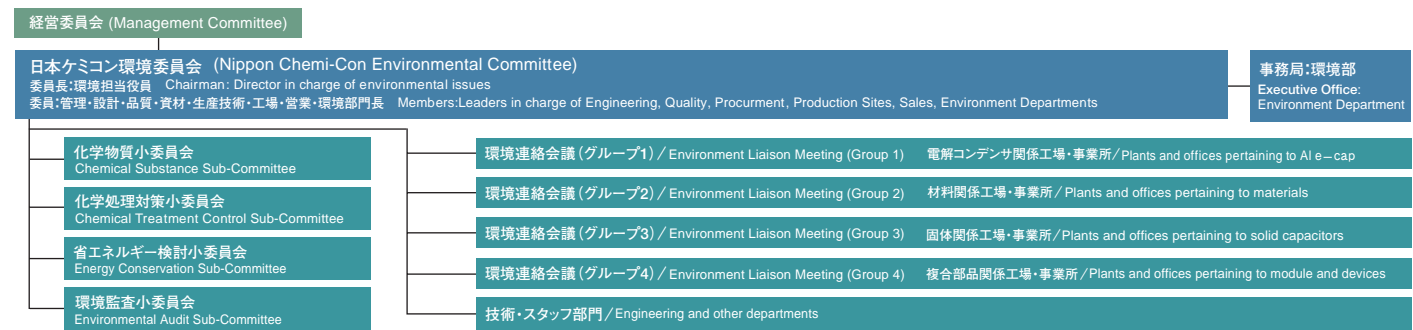 経営委員会 (Management Committee)
日本ケミコン環境委員会 (Nippon Chemi-Con Environmental Committee)
委員長:環境担当役員 Chairman: Director in charge of environmental issues
委員:管理・設計・品質・資材・生産技術・工場・営業・環境部門長 Members:Leaders in charge of Engineering, Quality, Procurment, Production Sites, Sales, Environment Departments
事務局:環境部
Executive Office:
Environment Department
化学物質小委員会
Chemical Substance Sub-Committee
化学処理対策小委員会
Chemical Treatment Control Sub-Committee
省エネルギー検討小委員会
Energy Conservation Sub-Committee
環境監査小委員会
Environmental Audit Sub-Committee
環境連絡会議(グループ1)/Environment Liaison Meeting (Group 1) 電解コンデンサ関係工場・事業所/Plants and offices pertaining to Al e-cap
環境連絡会議(グループ2)/Environment Liaison Meeting (Group 2) 材料関係工場・事業所/Plants and offices pertaining to materials
環境連絡会議(グループ3)/Environment Liaison Meeting (Group 3) 固体関係工場・事業所/Plants and offices pertaining to solid capacitors
環境連絡会議(グループ4)/Environment Liaison Meeting (Group 4) 複合部品関係工場・事業所/Plants and offices pertaining to module and devices
技術・スタッフ部門/Engineering and other departments